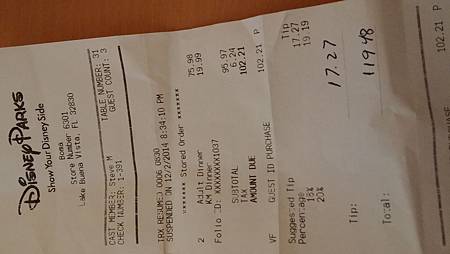 Disney Parks
Show Your Disney Side
Boma
Store Number 6301
Lake Buena Vista, FL 32830
CAST MEMBER: Steve M TABLE NUMBER: 31
CHECK NUMBER: 1-391 GUEST COUNT: 3
TRX RESUMED 0006 0830
SUSPENDED ON 12/2/2014 8:34:10 PM
******* Stored Order *******
2 Adult Dinner 75.98
KM Dinner 19.99
Folio ID: XXXXXXXX1037
SUBTOTAL 95.97
TAX 6.24
AMOUNT DUE 102.21
VF GUEST ID PURCHASE 102.21 P
Suggested Tip
Percentage Tip
18% 17.27
20% 19.19
Tip: 17.27
Total: 119.48
102.21 P